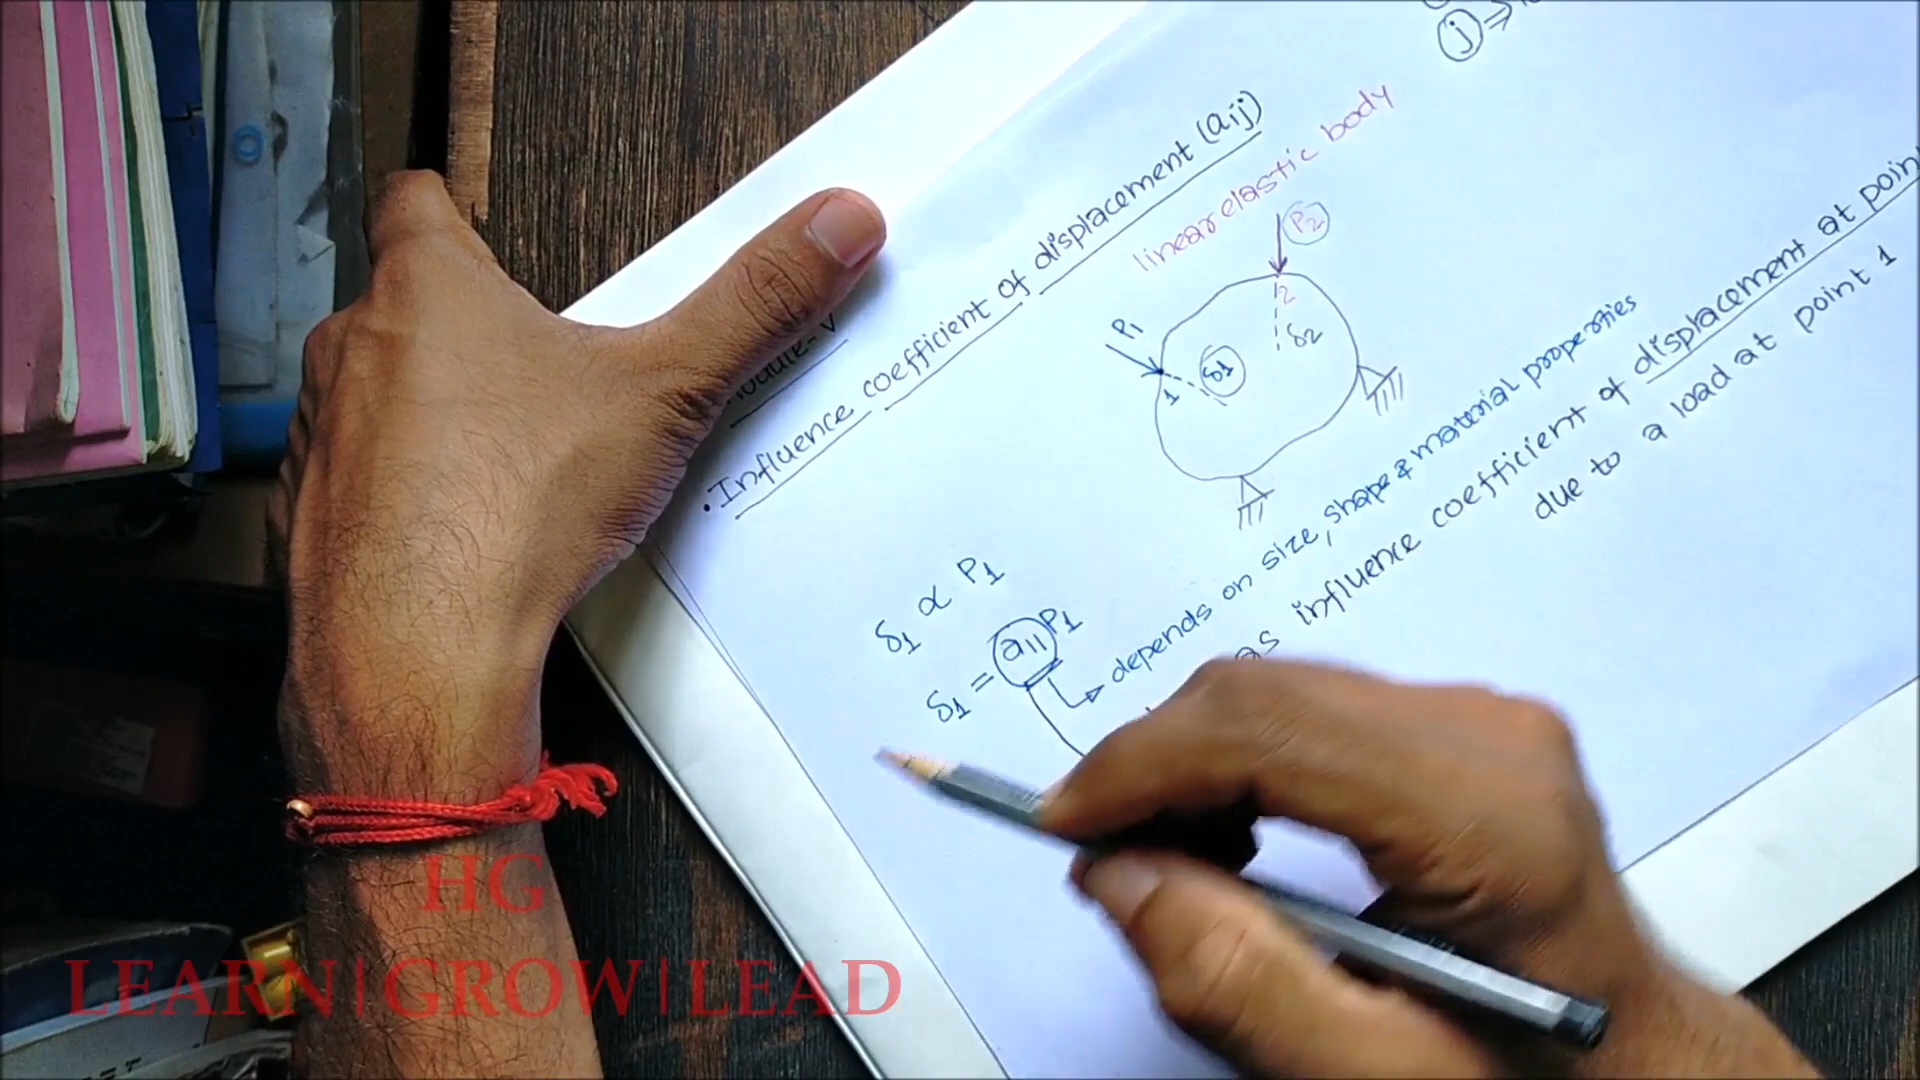 j ⇒
Module-V
. Influence coefficient of displacement (aij)
linear elastic body
P2
2
P1
δ2
δ1
1
δ1 ∝ P1
δ1 = a11 P1
depends on size, shape & material properties
as influence coefficient of displacement at point
due to a load at point 1
HG
LEARN|GROW|LEAD